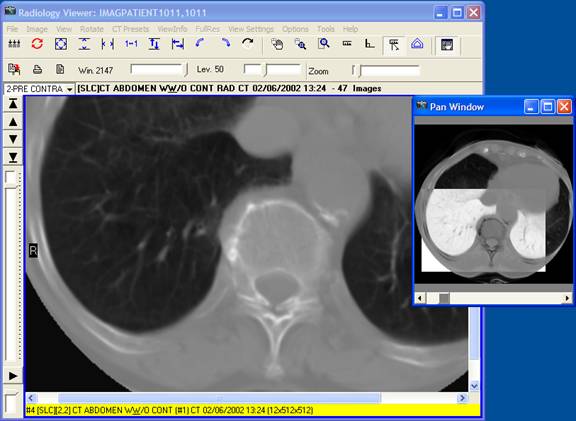 Radiology Viewer: IMAGPATIENT1011,1011
File Image View Rotate CT Presets ViewInfo FullRes View Settings Options Tools Help
1-1
Win. 2147 Lev. 50 Zoom
2-PRE CONTRA [SLC]CT ABDOMEN WW/O CONT RAD CT 02/06/2002 13:24 - 47 Images
Pan Window
R
#4 [SLC][2,2] CT ABDOMEN WW/O CONT (#1) CT 02/06/2002 13:24 (12x512x512)